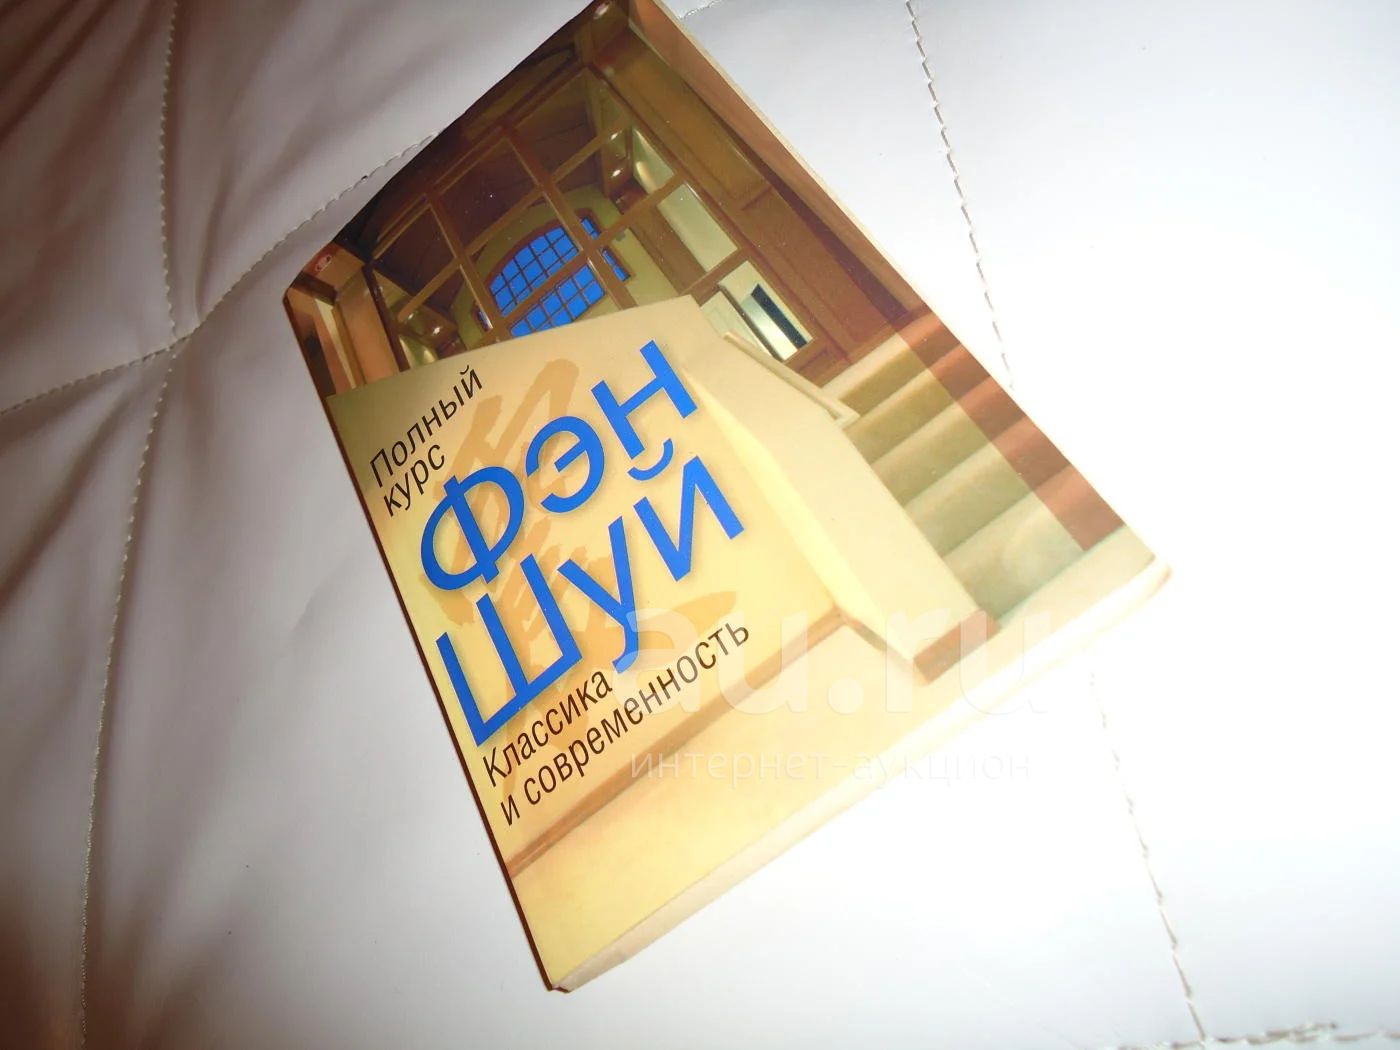 Полный
курс
Фэн
Шуй
Классика
и современность
au.ru
интернет-аукцион